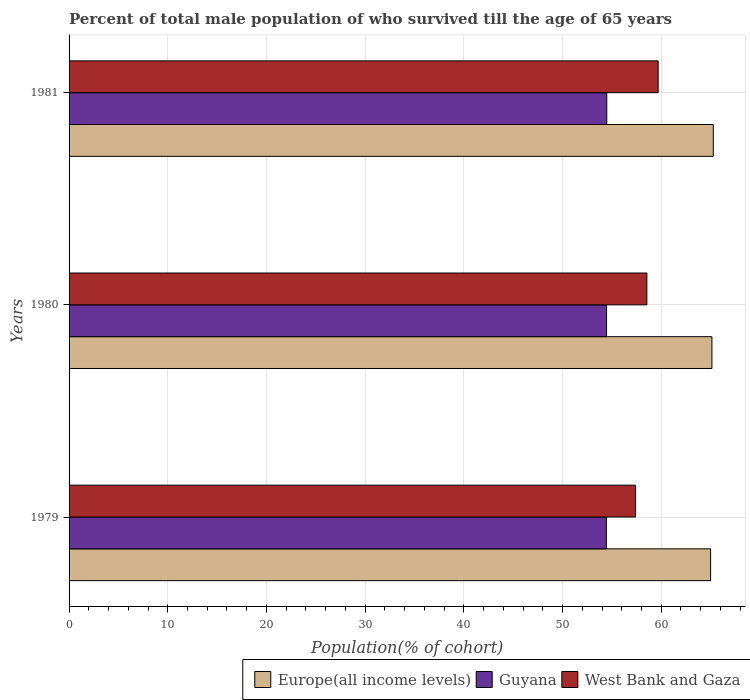 Percent of total male population of who survived till the age of 65 years
1981
1980
1979
Years
0 10 20 30 40 50 60
Population(% of cohort)
Europe(all income levels) Guyana West Bank and Gaza